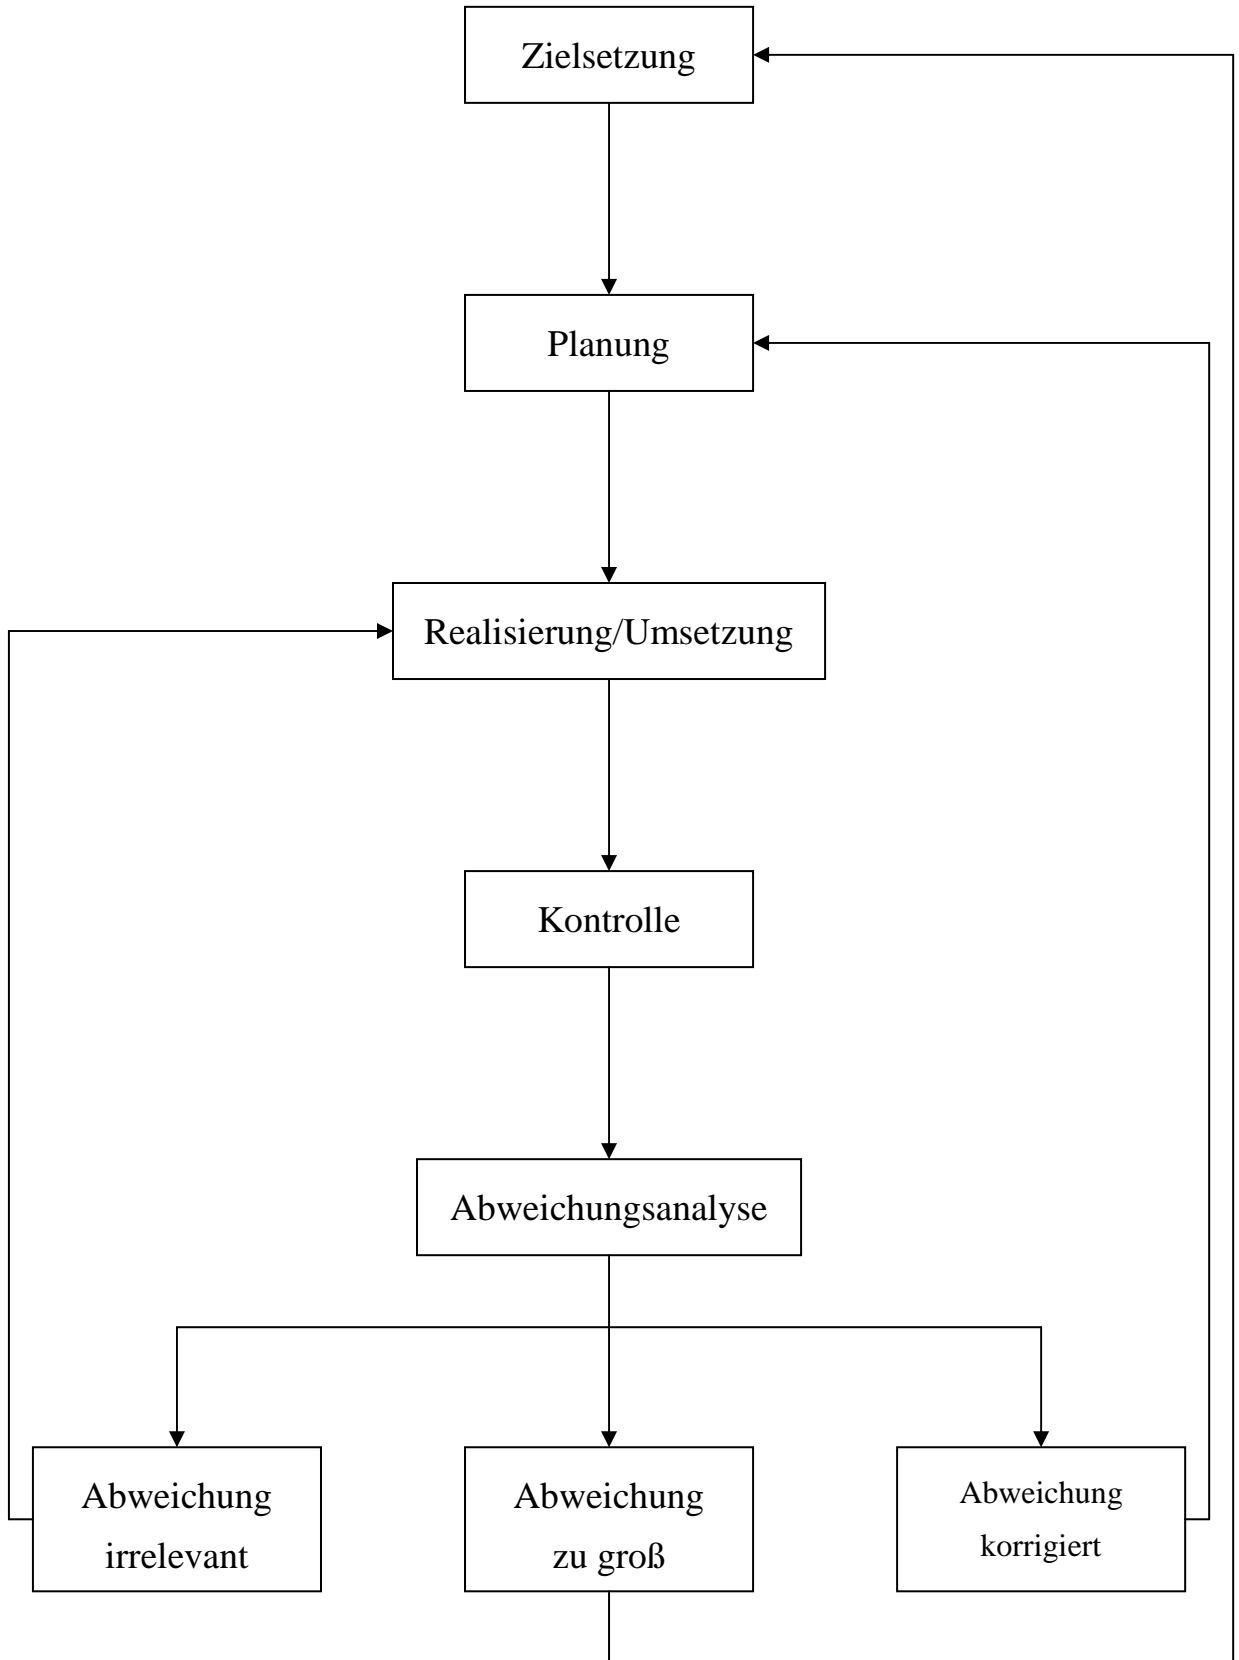 Zielsetzung
Planung
Realisierung/Umsetzung
Kontrolle
Abweichungsanalyse
Abweichung
irrelevant
Abweichung
zu groß
Abweichung
korrigiert